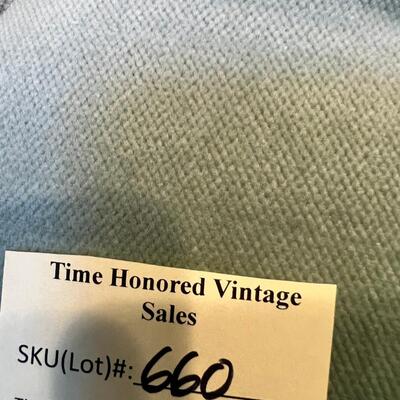 Time Honored Vintage
Sales
SKU(Lot)#: 660